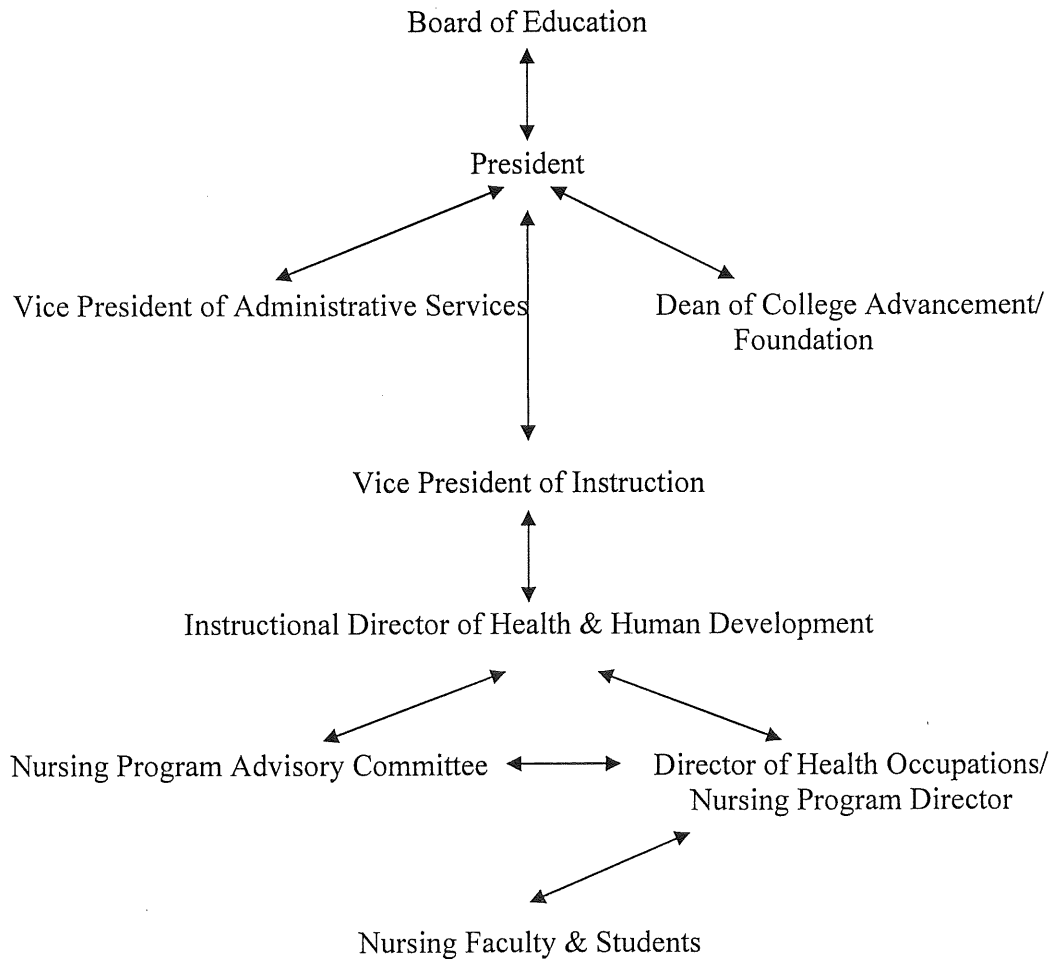 Board of Education
President
Vice President of Administrative Services
Dean of College Advancement/
Foundation
Vice President of Instruction
Instructional Director of Health & Human Development
Nursing Program Advisory Committee
Director of Health Occupations/
Nursing Program Director
Nursing Faculty & Students